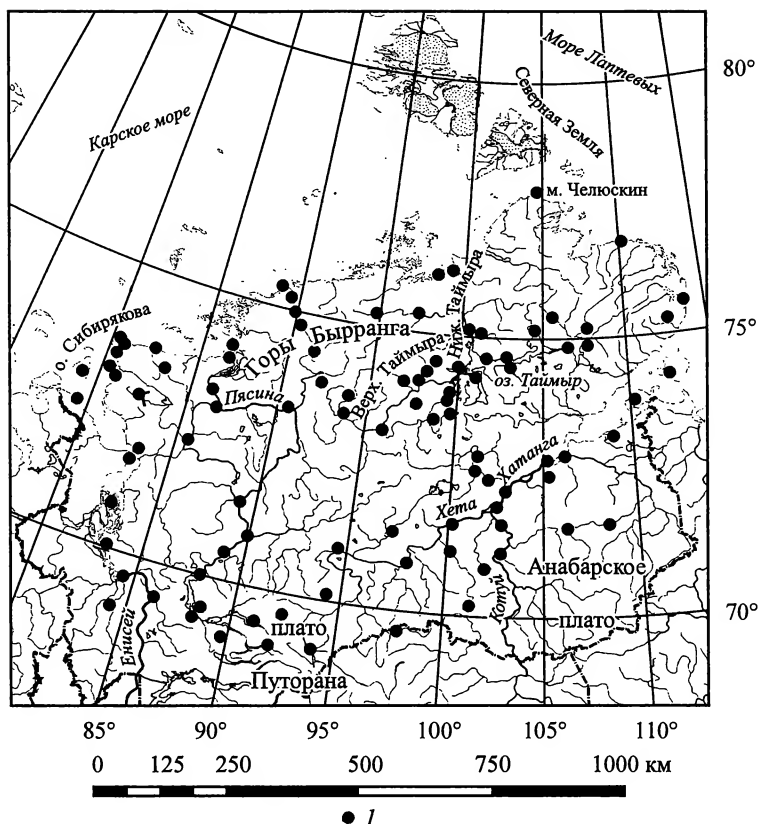 Море Лаптевых
80°
Северная Земля
Карское море
м. Челюскин
о. Сибирякова
Горы Бырранга
Ниж. Таймыра
75°
Верх. Таймыра
оз. Таймыр
Пясина
Хатанга
Хета
Анабарское
плато
Котуй
70°
Енисей
плато
Путорана
85° 90° 95° 100° 105° 110°
0 125 250 500 750 1000 км
1